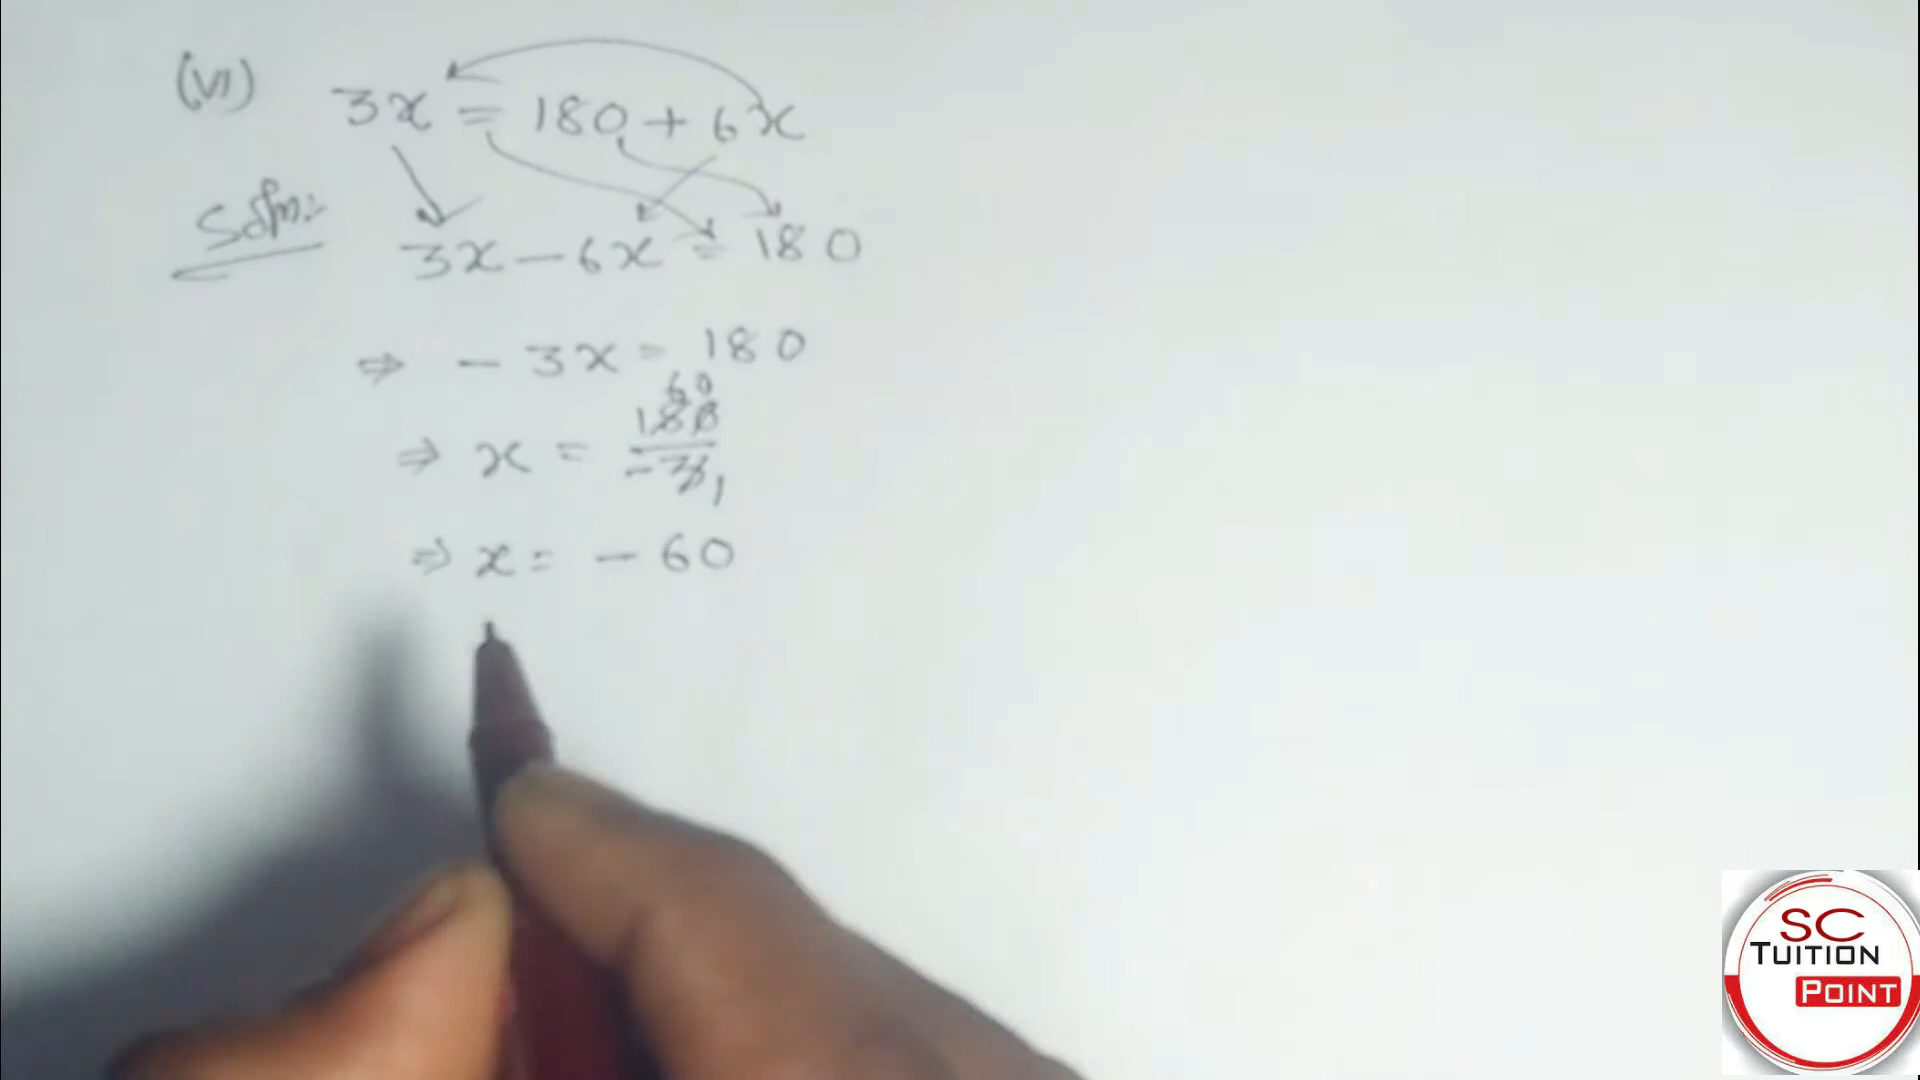 (VI) 3x = 180 + 6x
Soln:-
3x - 6x = 180
⇒ - 3x = 180
60
⇒ x = 180/-3 1
⇒ x = - 60
SC
TUITION
POINT